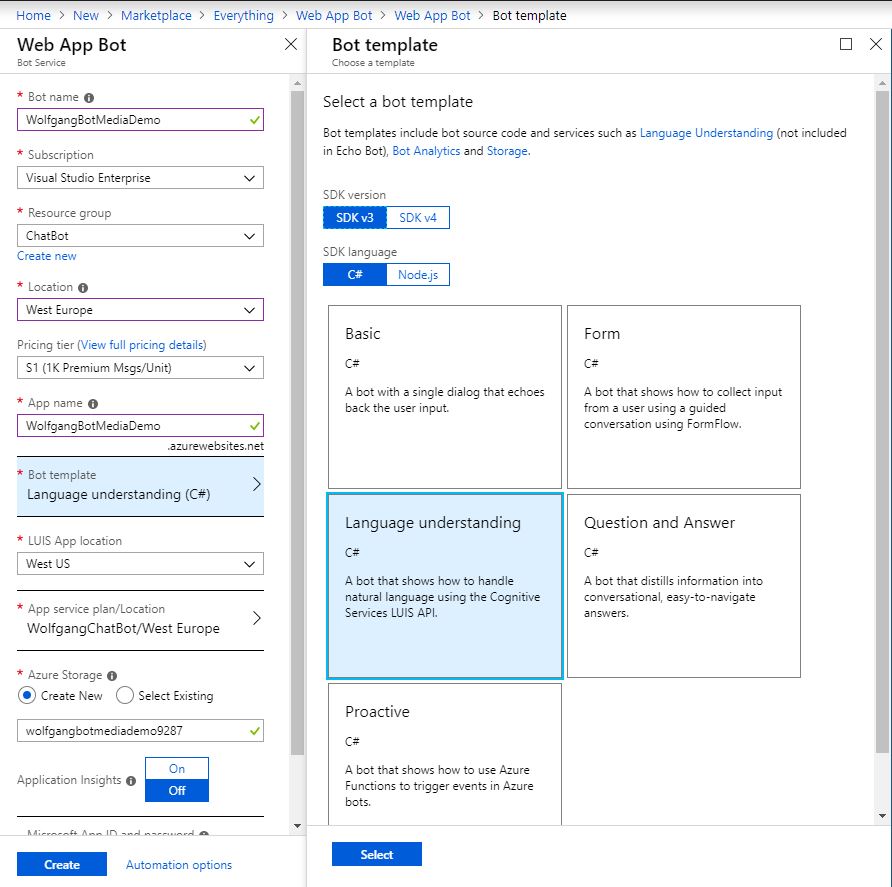 Home > New > Marketplace > Everything > Web App Bot > Web App Bot > Bot template
Web App Bot
Bot Service
* Bot name
WolfgangBotMediaDemo
* Subscription
Visual Studio Enterprise
* Resource group
ChatBot
Create new
* Location
West Europe
Pricing tier (View full pricing details)
S1 (1K Premium Msgs/Unit)
* App name
WolfgangBotMediaDemo
.azurewebsites.net
* Bot template
Language understanding (C#)
* LUIS App location
West US
* App service plan/Location
WolfgangChatBot/West Europe
* Azure Storage
Create New Select Existing
wolfgangbotmediademo9287
Application Insights
On
Off
Microsoft App ID and password
Create Automation options
Bot template
Choose a template
Select a bot template
Bot templates include bot source code and services such as Language Understanding (not included
in Echo Bot), Bot Analytics and Storage.
SDK version
SDK v3 SDK v4
SDK language
C# Node.js
Basic
C#
A bot with a single dialog that echoes
back the user input.
Form
C#
A bot that shows how to collect input
from a user using a guided
conversation using FormFlow.
Language understanding
C#
A bot that shows how to handle
natural language using the Cognitive
Services LUIS API.
Question and Answer
C#
A bot that distills information into
conversational, easy-to-navigate
answers.
Proactive
C#
A bot that shows how to use Azure
Functions to trigger events in Azure
bots.
Select